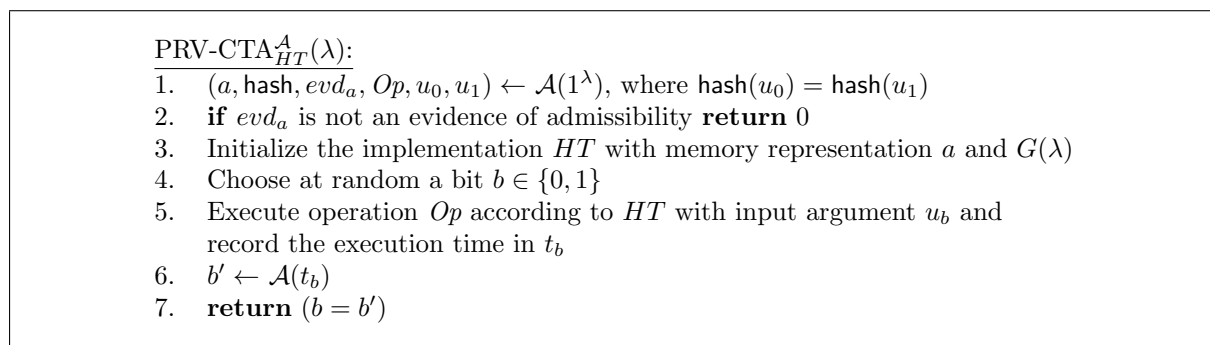 PRV-CTA^𝒜_HT(λ):
1. (a, hash, evd_a, Op, u_0, u_1) ← 𝒜(1^λ), where hash(u_0) = hash(u_1)
2. if evd_a is not an evidence of admissibility return 0
3. Initialize the implementation HT with memory representation a and G(λ)
4. Choose at random a bit b ∈ {0, 1}
5. Execute operation Op according to HT with input argument u_b and
record the execution time in t_b
6. b′ ← 𝒜(t_b)
7. return (b = b′)